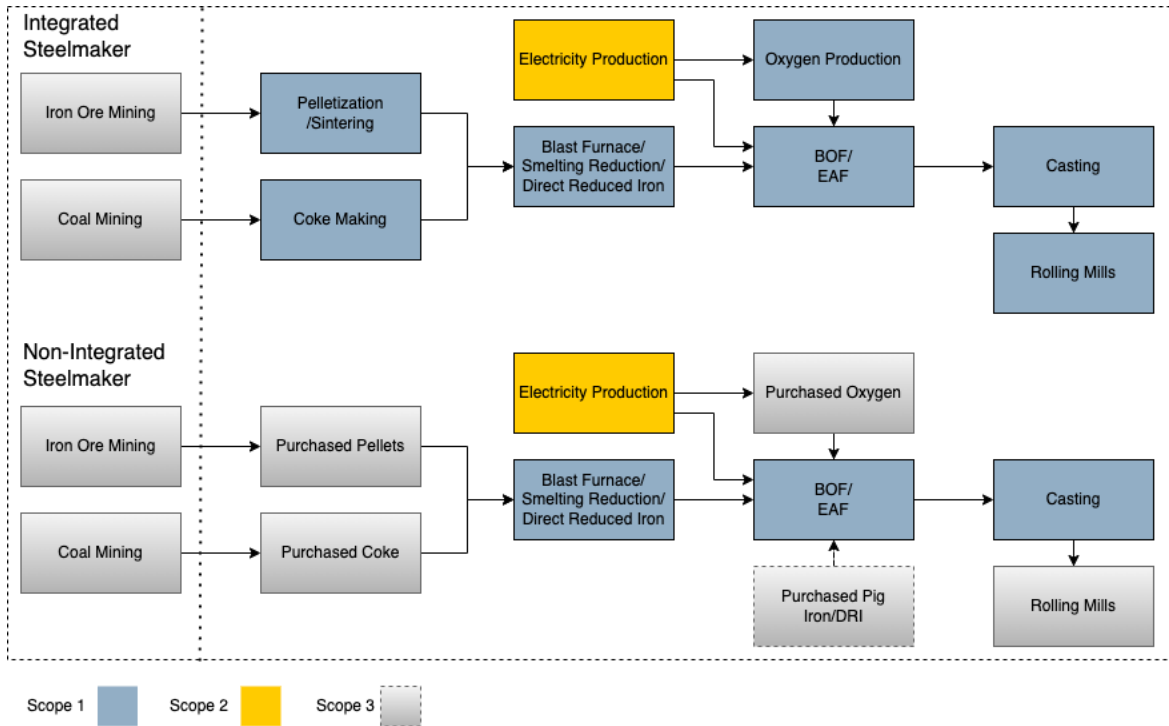 Integrated
Steelmaker
Electricity Production
Oxygen Production
Iron Ore Mining
Pelletization
/Sintering
Blast Furnace/
Smelting Reduction/
Direct Reduced Iron
BOF/
EAF
Casting
Coal Mining
Coke Making
Rolling Mills
Non-Integrated
Steelmaker
Electricity Production
Purchased Oxygen
Iron Ore Mining
Purchased Pellets
Blast Furnace/
Smelting Reduction/
Direct Reduced Iron
BOF/
EAF
Casting
Coal Mining
Purchased Coke
Purchased Pig
Iron/DRI
Rolling Mills
Scope 1
Scope 2
Scope 3